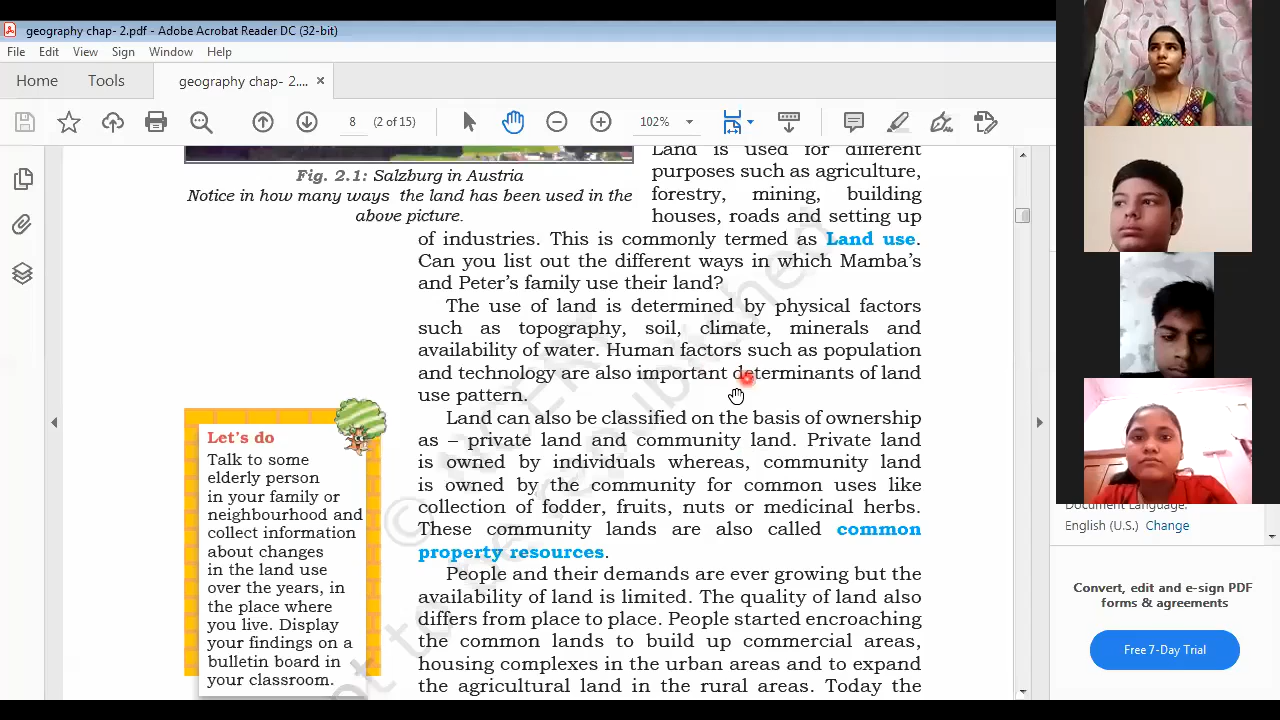 geography chap- 2.pdf - Adobe Acrobat Reader DC (32-bit)
File Edit View Sign Window Help
Home Tools geography chap- 2.... ×
8 (2 of 15) 102%
Fig. 2.1: Salzburg in Austria
Notice in how many ways the land has been used in the
above picture.
Land is used for different
purposes such as agriculture,
forestry, mining, building
houses, roads and setting up
of industries. This is commonly termed as Land use.
Can you list out the different ways in which Mamba's
and Peter's family use their land?
The use of land is determined by physical factors
such as topography, soil, climate, minerals and
availability of water. Human factors such as population
and technology are also important determinants of land
use pattern.
Land can also be classified on the basis of ownership
as – private land and community land. Private land
is owned by individuals whereas, community land
is owned by the community for common uses like
collection of fodder, fruits, nuts or medicinal herbs.
These community lands are also called common
property resources.
People and their demands are ever growing but the
availability of land is limited. The quality of land also
differs from place to place. People started encroaching
the common lands to build up commercial areas,
housing complexes in the urban areas and to expand
the agricultural land in the rural areas. Today the
Let's do
Talk to some
elderly person
in your family or
neighbourhood and
collect information
about changes
in the land use
over the years, in
the place where
you live. Display
your findings on a
bulletin board in
your classroom.
Document Language:
English (U.S.) Change
Convert, edit and e-sign PDF
forms & agreements
Free 7-Day Trial